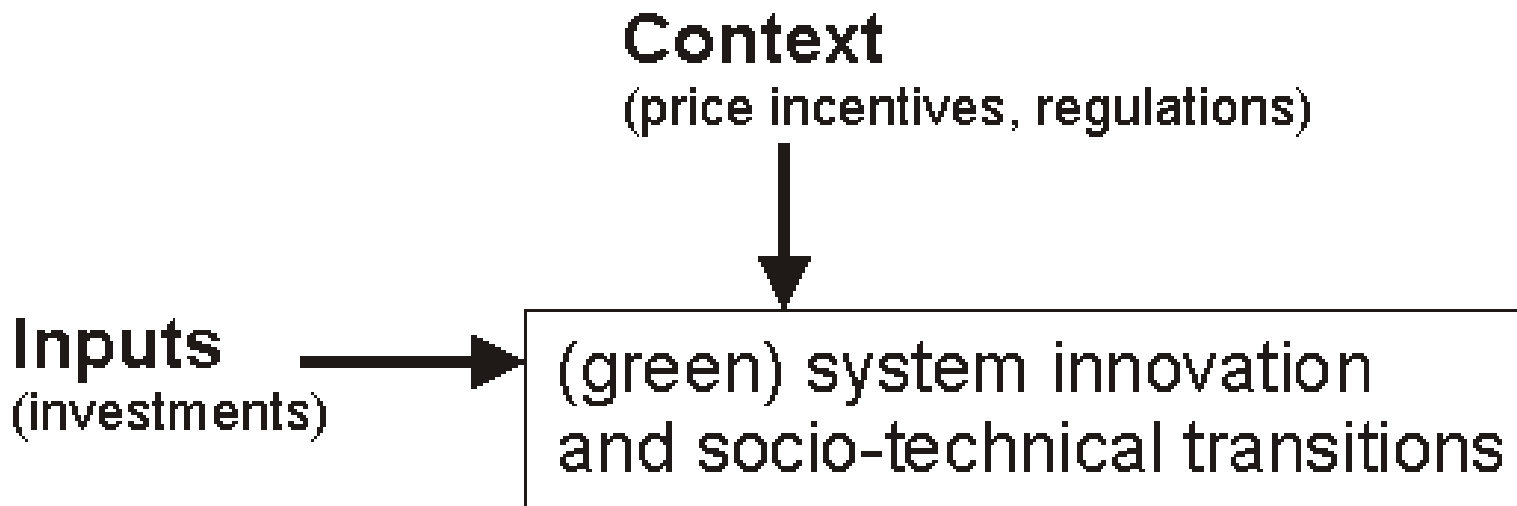 Context
(price incentives, regulations)
Inputs
(investments)
(green) system innovation
and socio-technical transitions